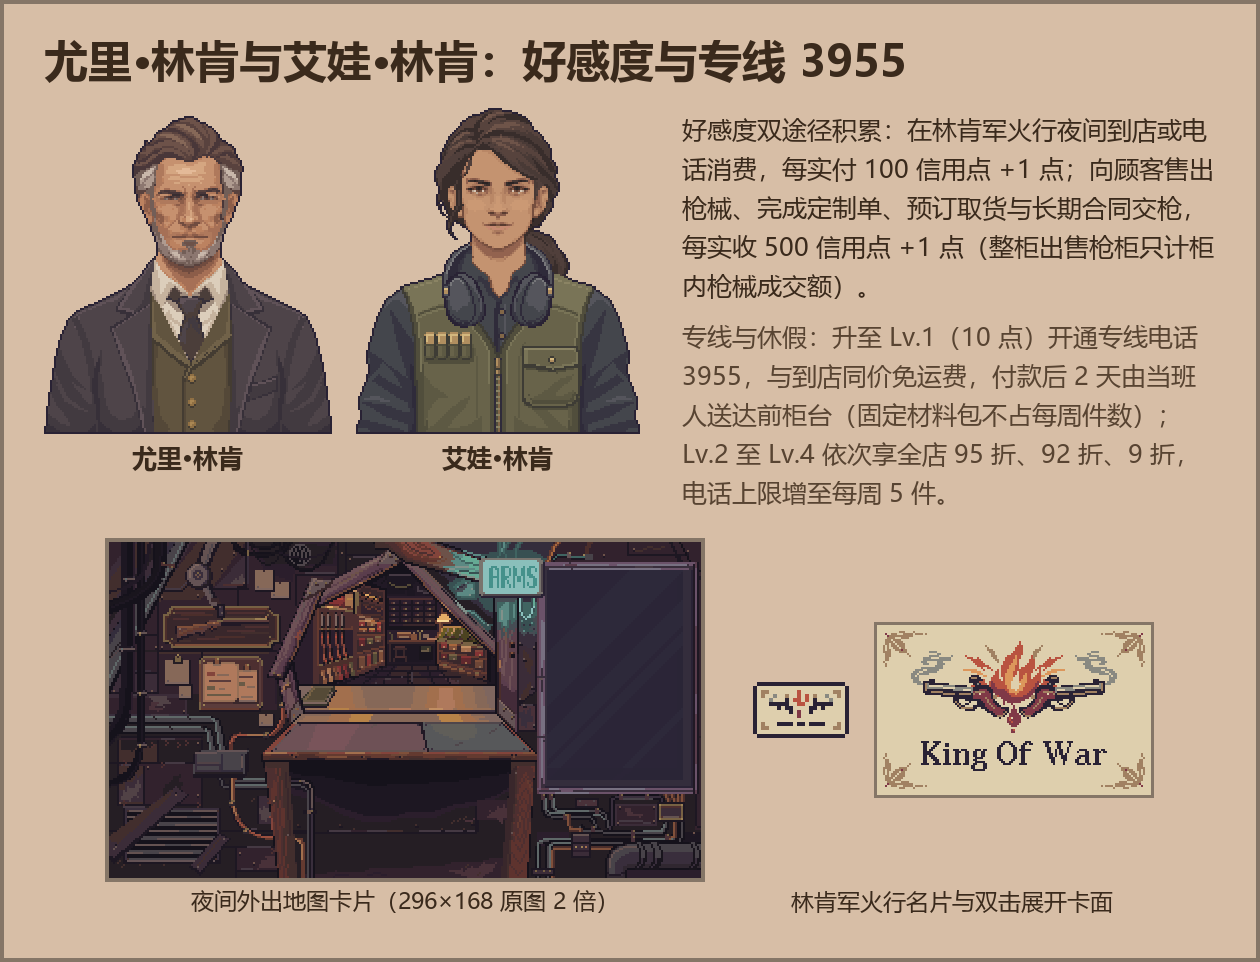 尤里•林肯与艾娃•林肯：好感度与专线 3955
好感度双途径积累：在林肯军火行夜间到店或电
话消费，每实付 100 信用点 +1 点；向顾客售出
枪械、完成定制单、预订取货与长期合同交枪，
每实收 500 信用点 +1 点（整柜出售枪柜只计柜
内枪械成交额）。
专线与休假：升至 Lv.1（10 点）开通专线电话
3955，与到店同价免运费，付款后 2 天由当班
人送达前柜台（固定材料包不占每周件数）；
Lv.2 至 Lv.4 依次享全店 95 折、92 折、9 折，
电话上限增至每周 5 件。
尤里•林肯
艾娃•林肯
ARMS
King Of War
夜间外出地图卡片（296×168 原图 2 倍）
林肯军火行名片与双击展开卡面